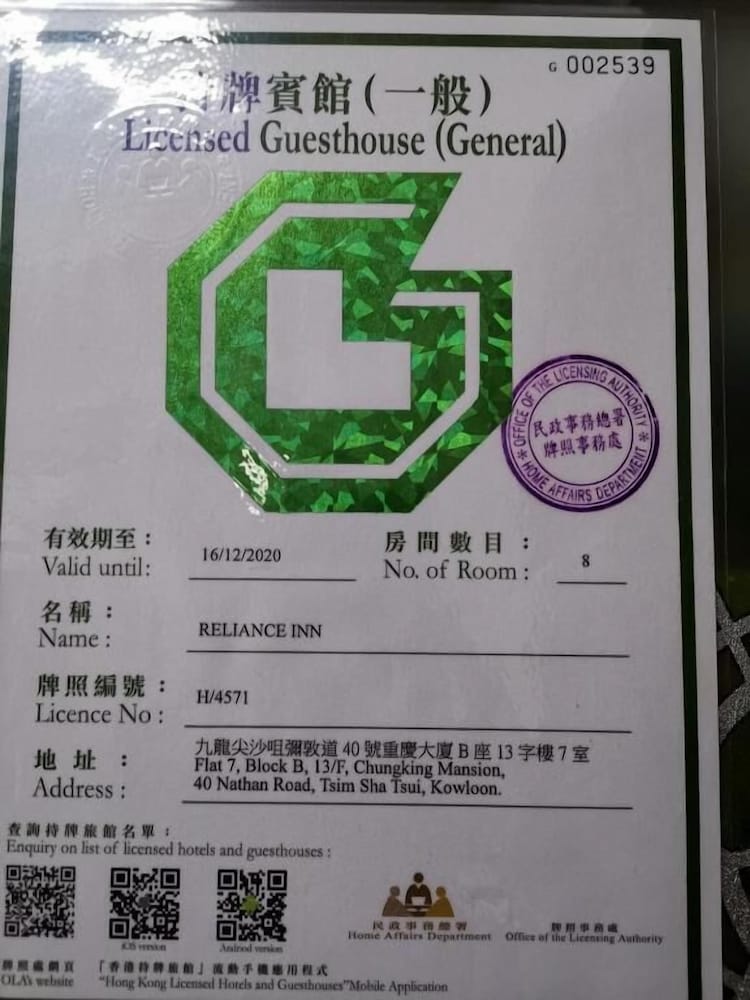 G 002539
持牌賓館(一般)
Licensed Guesthouse (General)
OFFICE OF THE LICENSING AUTHORITY
民政事務總署
牌照事務處
HOME AFFAIRS DEPARTMENT
有效期至: 房間數目:
Valid until: 16/12/2020 No. of Room: 8
名稱:
Name: RELIANCE INN
牌照編號:
Licence No: H/4571
地址: 九龍尖沙咀彌敦道 40 號重慶大廈 B 座 13 字樓 7 室
Flat 7, Block B, 13/F, Chungking Mansion,
Address: 40 Nathan Road, Tsim Sha Tsui, Kowloon.
查詢持牌旅館名單:
Enquiry on list of licensed hotels and guesthouses:
民政事務總署 牌照事務處
Home Affairs Department Office of the Licensing Authority
iOS version Android version
牌照處網頁 「香港持牌旅館」流動手機應用程式
OLA's website "Hong Kong Licensed Hotels and Guesthouses"Mobile Application